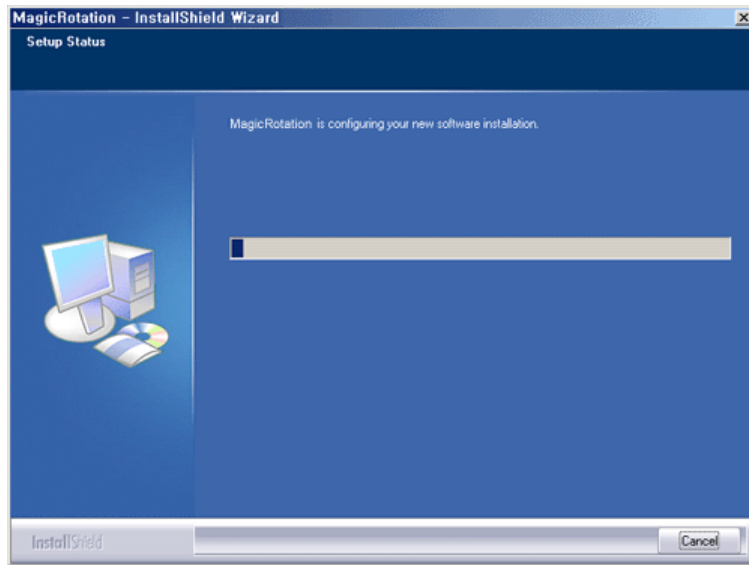 MagicRotation - InstallShield Wizard
Setup Status
MagicRotation is configuring your new software installation.
InstallShield
Cancel